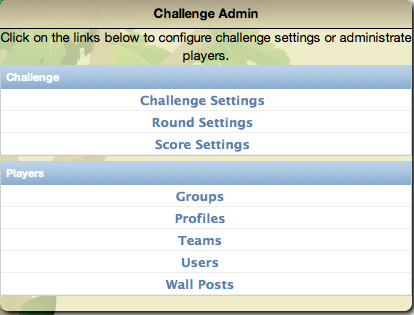 Challenge Admin
Click on the links below to configure challenge settings or administrate
players.
Challenge
Challenge Settings
Round Settings
Score Settings
Players
Groups
Profiles
Teams
Users
Wall Posts